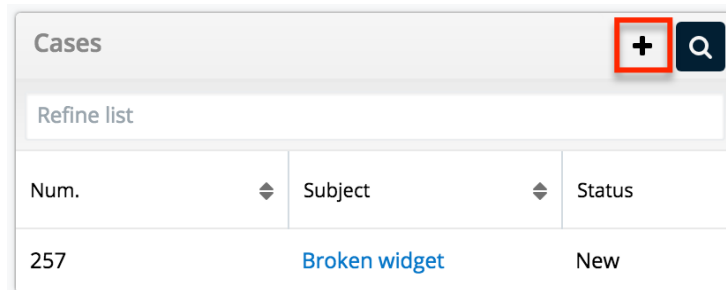 Cases
Refine list
Num. Subject Status
257 Broken widget New